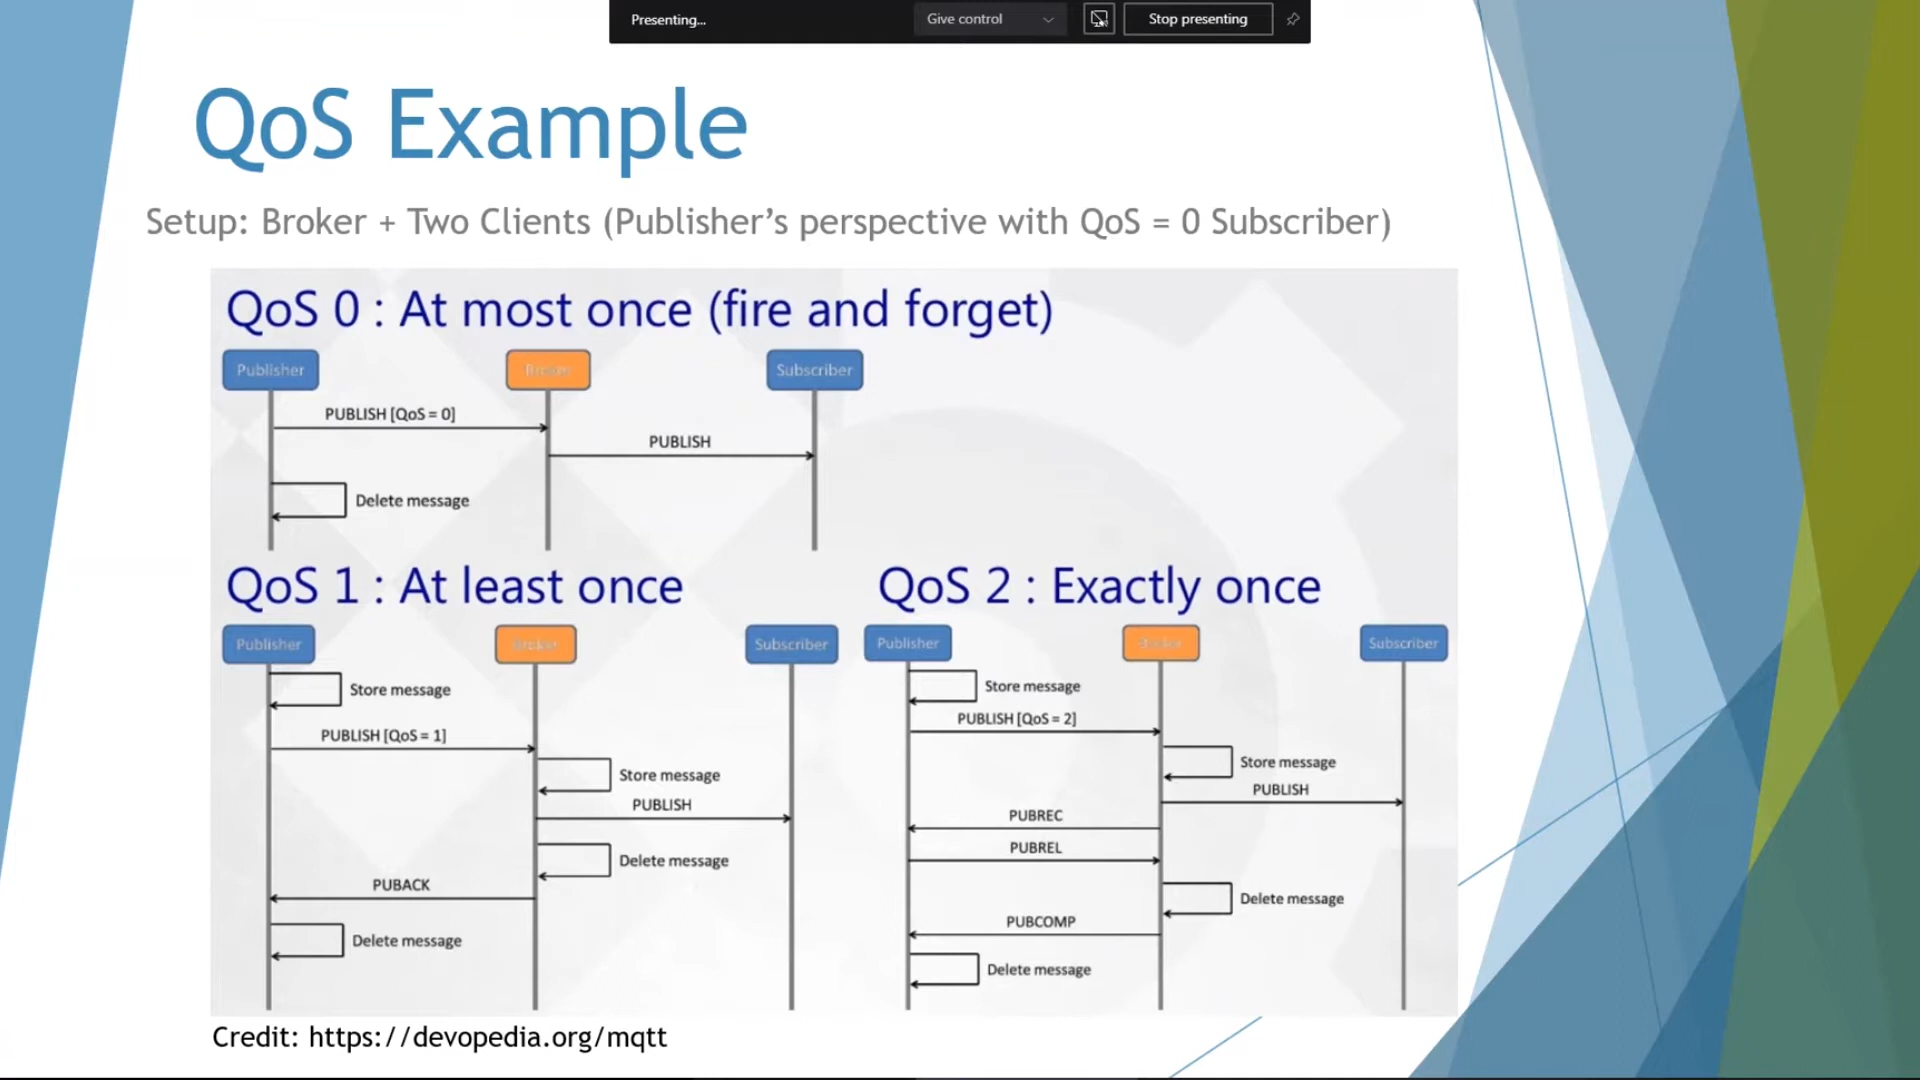 Presenting...
Give control
Stop presenting
QoS Example
Setup: Broker + Two Clients (Publisher’s perspective with QoS = 0 Subscriber)
QoS 0 : At most once (fire and forget)
Publisher
Broker
Subscriber
PUBLISH [QoS = 0]
PUBLISH
Delete message
QoS 1 : At least once
Publisher
Broker
Subscriber
Store message
PUBLISH [QoS = 1]
Store message
PUBLISH
Delete message
PUBACK
Delete message
QoS 2 : Exactly once
Publisher
Broker
Subscriber
Store message
PUBLISH [QoS = 2]
Store message
PUBLISH
PUBREC
PUBREL
Delete message
PUBCOMP
Delete message
Credit: https://devopedia.org/mqtt